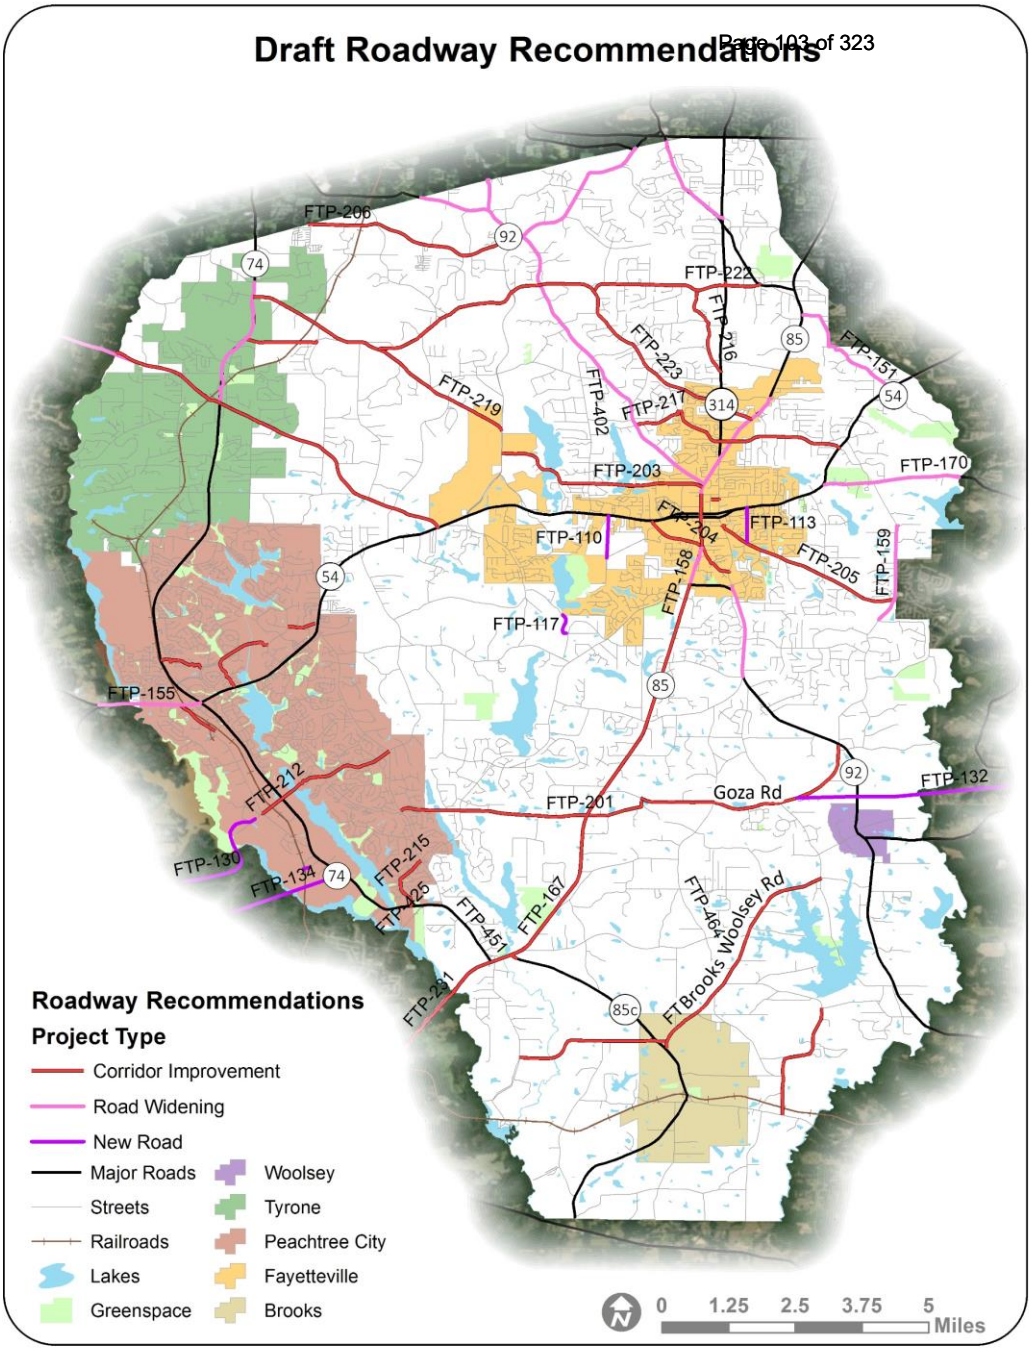 Draft Roadway Recommendations
Page 103 of 323
FTP-206
92
74
FTP-222
FTP-216
85
FTP-223
FTP-151
FTP-219
FTP-402
FTP-217
314
54
FTP-203
FTP-170
FTP-204
FTP-113
FTP-110
FTP-205
FTP-159
54
FTP-158
FTP-117
85
FTP-155
92
FTP-132
FTP-212
Goza Rd
FTP-201
FTP-130
FTP-134
74
FTP-215
FTP-425
FTP-451
FTP-167
FTP-464
FTBrooks Woolsey Rd
FTP-231
85c
Roadway Recommendations
Project Type
Corridor Improvement
Road Widening
New Road
Major Roads
Woolsey
Streets
Tyrone
Railroads
Peachtree City
Lakes
Fayetteville
Greenspace
Brooks
N
0 1.25 2.5 3.75 5
Miles